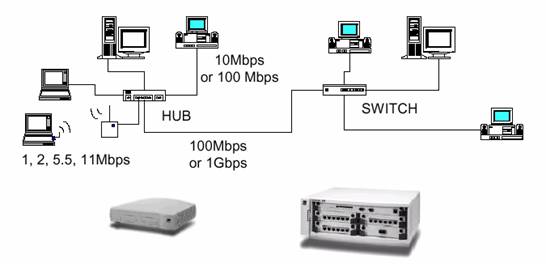 10Mbps
or 100 Mbps
HUB
SWITCH
100Mbps
or 1Gbps
1, 2, 5.5, 11Mbps